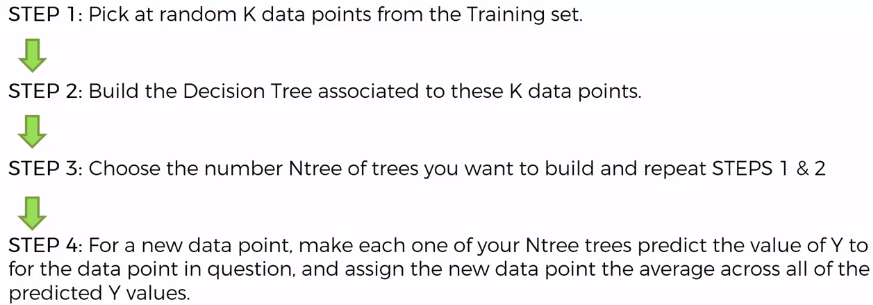 STEP 1: Pick at random K data points from the Training set.
STEP 2: Build the Decision Tree associated to these K data points.
STEP 3: Choose the number Ntree of trees you want to build and repeat STEPS 1 & 2
STEP 4: For a new data point, make each one of your Ntree trees predict the value of Y to
for the data point in question, and assign the new data point the average across all of the
predicted Y values.